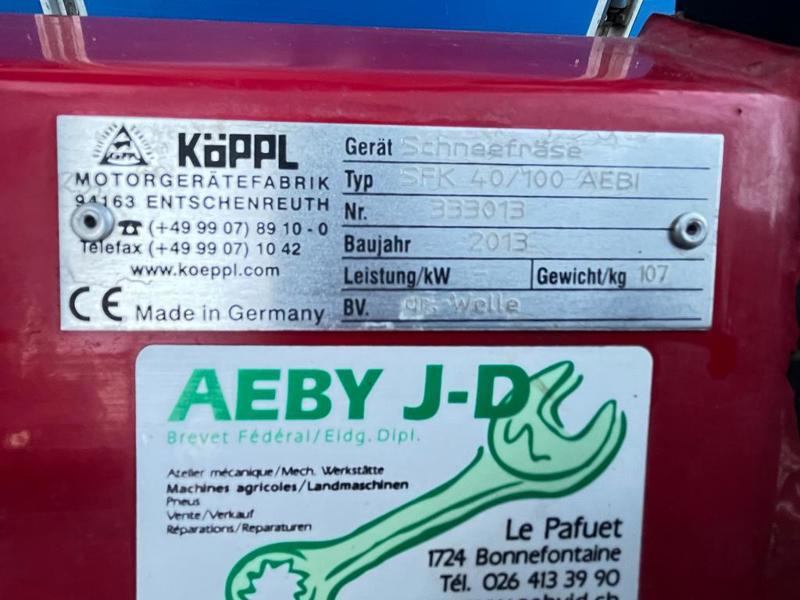 KÖPPL
MOTORGERÄTEFABRIK
94163 ENTSCHENREUTH
☎ (+49 99 07) 89 10-0
Telefax (+49 99 07) 10 42
www.koeppl.com
CE Made in Germany
Gerät Schneefräse
Typ SFK 40/100 AEBI
Nr. 333013
Baujahr 2013
Leistung/kW - Gewicht/kg 107
BV. gr. Welle
AEBY J-D
Brevet Fédéral/Eidg. Dipl.
Atelier mécanique/Mech. Werkstätte
Machines agricoles/Landmaschinen
Pneus
Vente/Verkauf
Réparations/Reparaturen
Le Pafuet
1724 Bonnefontaine
Tél. 026 413 39 90